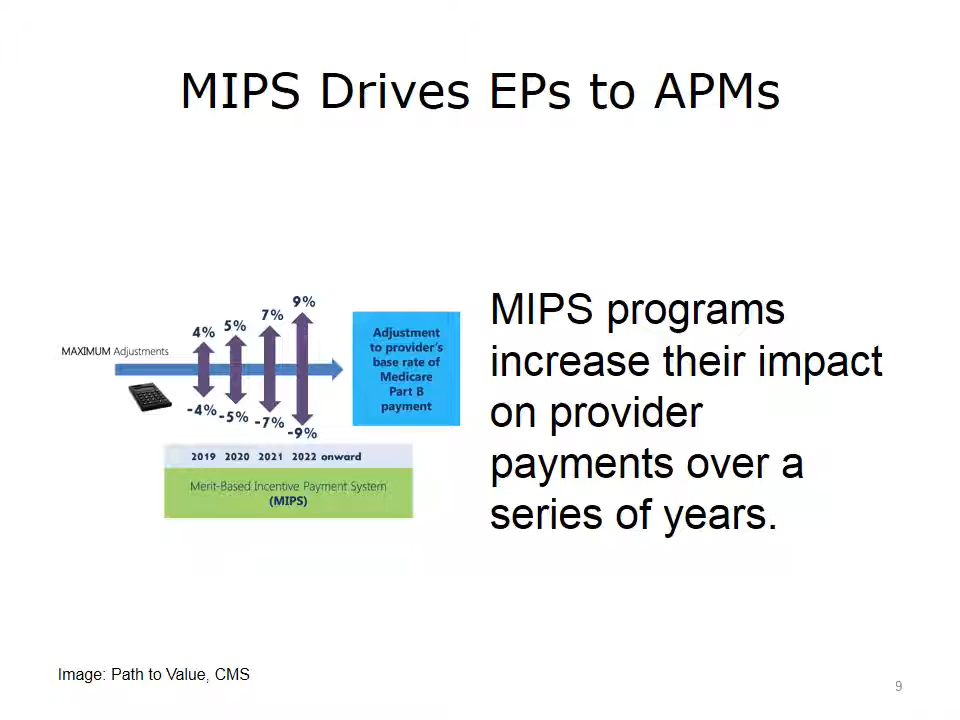 MIPS Drives EPs to APMs
9%
7%
5%
4%
MAXIMUM Adjustments
-4%
-5%
-7%
-9%
Adjustment
to provider's
base rate of
Medicare
Part B
payment
2019 2020 2021 2022 onward
Merit-Based Incentive Payment System
(MIPS)
MIPS programs
increase their impact
on provider
payments over a
series of years.
Image: Path to Value, CMS
9